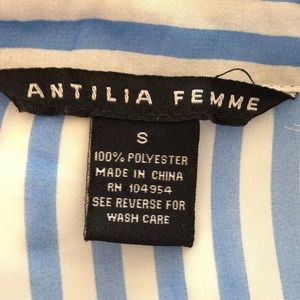 ANTILIA FEMME
S
100% POLYESTER
MADE IN CHINA
RN 104954
SEE REVERSE FOR
WASH CARE